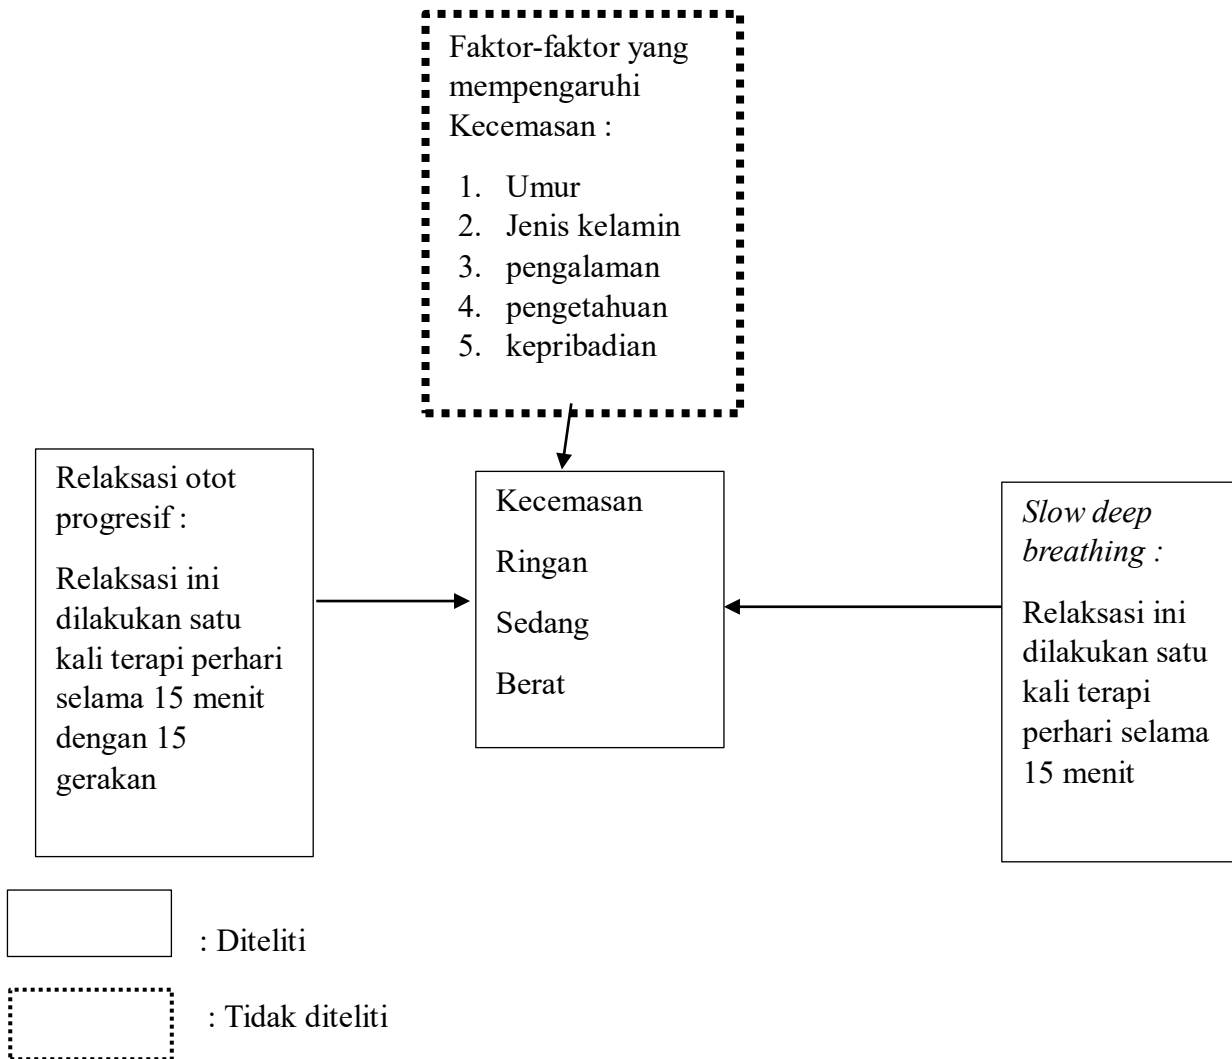 Faktor-faktor yang
mempengaruhi
Kecemasan :
1. Umur
2. Jenis kelamin
3. pengalaman
4. pengetahuan
5. kepribadian
Relaksasi otot
progresif :
Relaksasi ini
dilakukan satu
kali terapi perhari
selama 15 menit
dengan 15
gerakan
Kecemasan
Ringan
Sedang
Berat
Slow deep
breathing :
Relaksasi ini
dilakukan satu
kali terapi
perhari selama
15 menit
: Diteliti
: Tidak diteliti